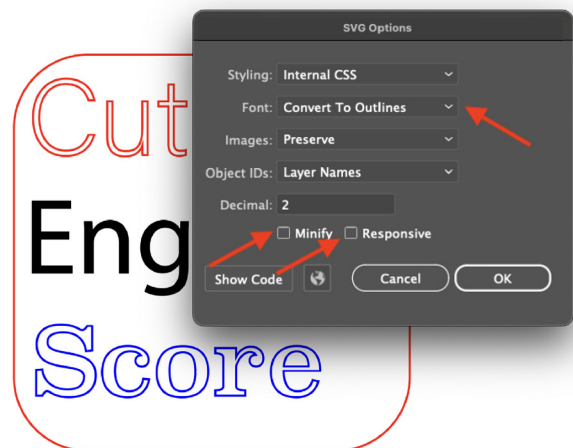 SVG Options
Styling: Internal CSS
Font: Convert To Outlines
Images: Preserve
Object IDs: Layer Names
Decimal: 2
Minify Responsive
Show Code Cancel OK
Cut
Eng
Score